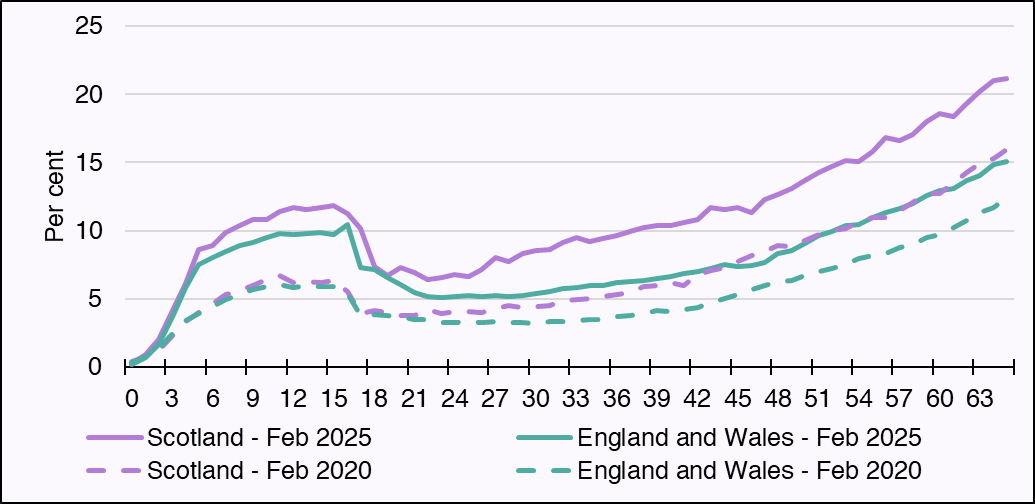 25
20
15
10
5
0
Per cent
0 3 6 9 12 15 18 21 24 27 30 33 36 39 42 45 48 51 54 57 60 63
Scotland - Feb 2025 England and Wales - Feb 2025
Scotland - Feb 2020 England and Wales - Feb 2020